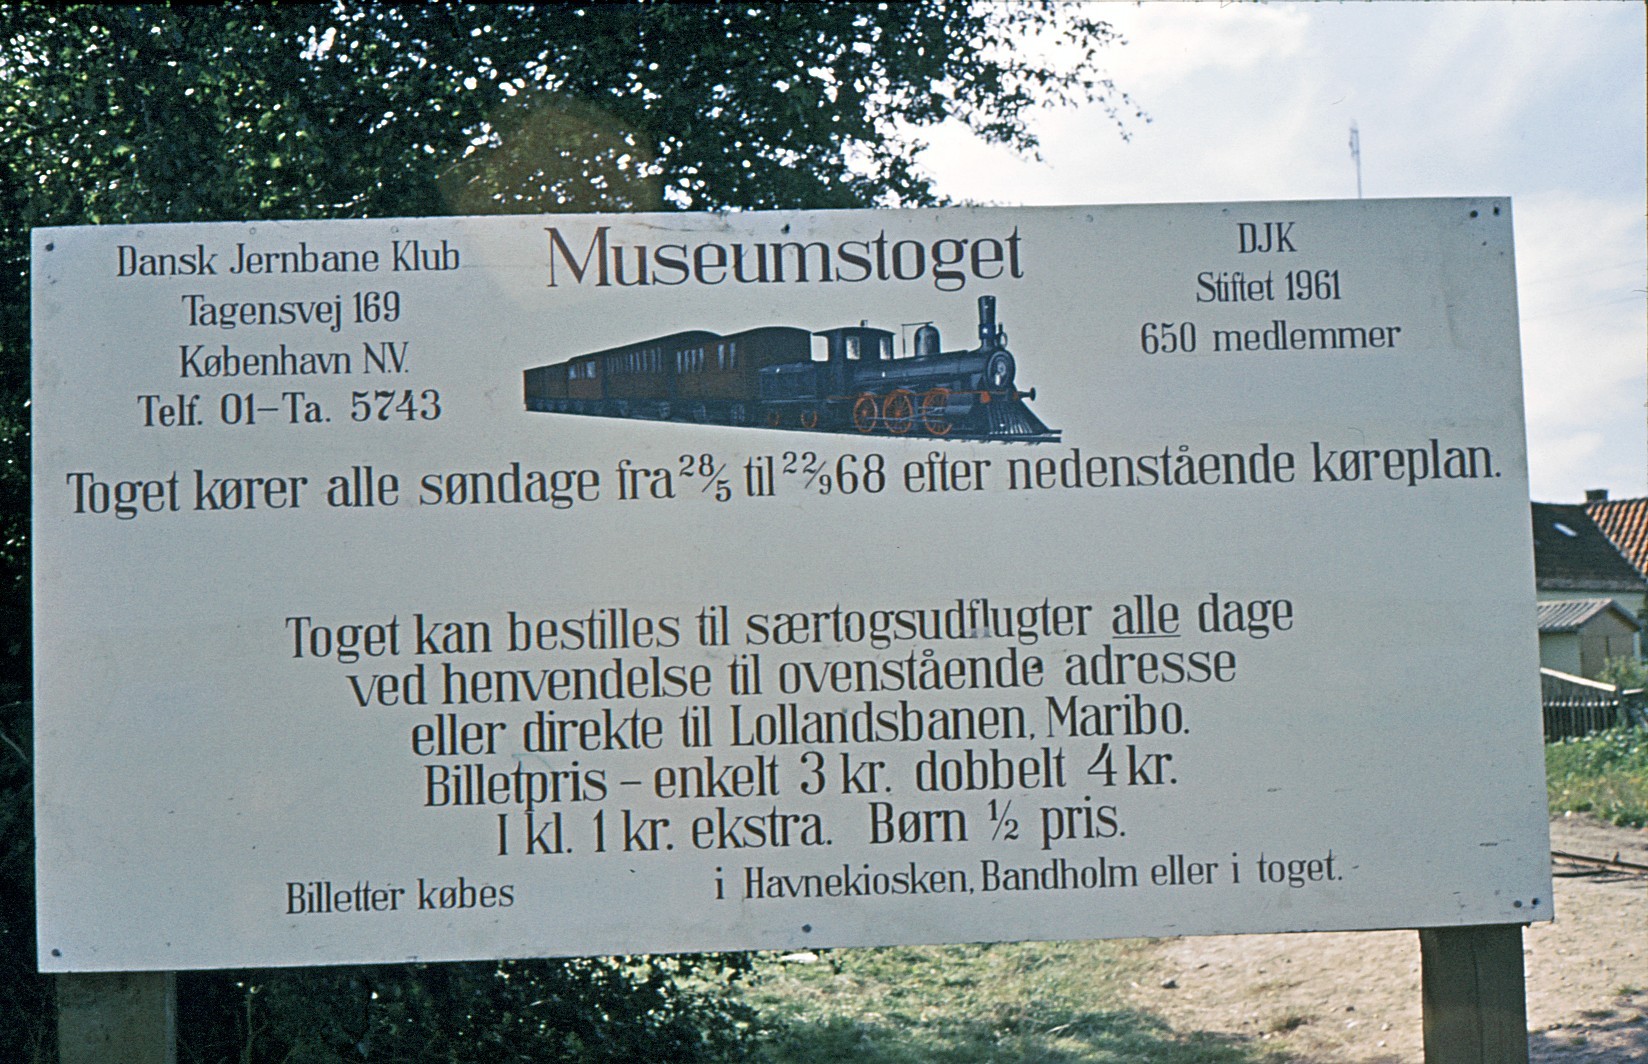 Dansk Jernbane Klub
Tagensvej 169
København N.V.
Telf. 01-Ta. 5743
Museumstoget
DJK
Stiftet 1961
650 medlemmer
Toget kører alle søndage fra 28/5 til 22/9 68 efter nedenstående køreplan.
Toget kan bestilles til særtogsudflugter alle dage
ved henvendelse til ovenstående adresse
eller direkte til Lollandsbanen, Maribo.
Billetpris – enkelt 3 kr. dobbelt 4 kr.
I kl. 1 kr. ekstra. Børn ½ pris.
Billetter købes i Havnekiosken, Bandholm eller i toget.